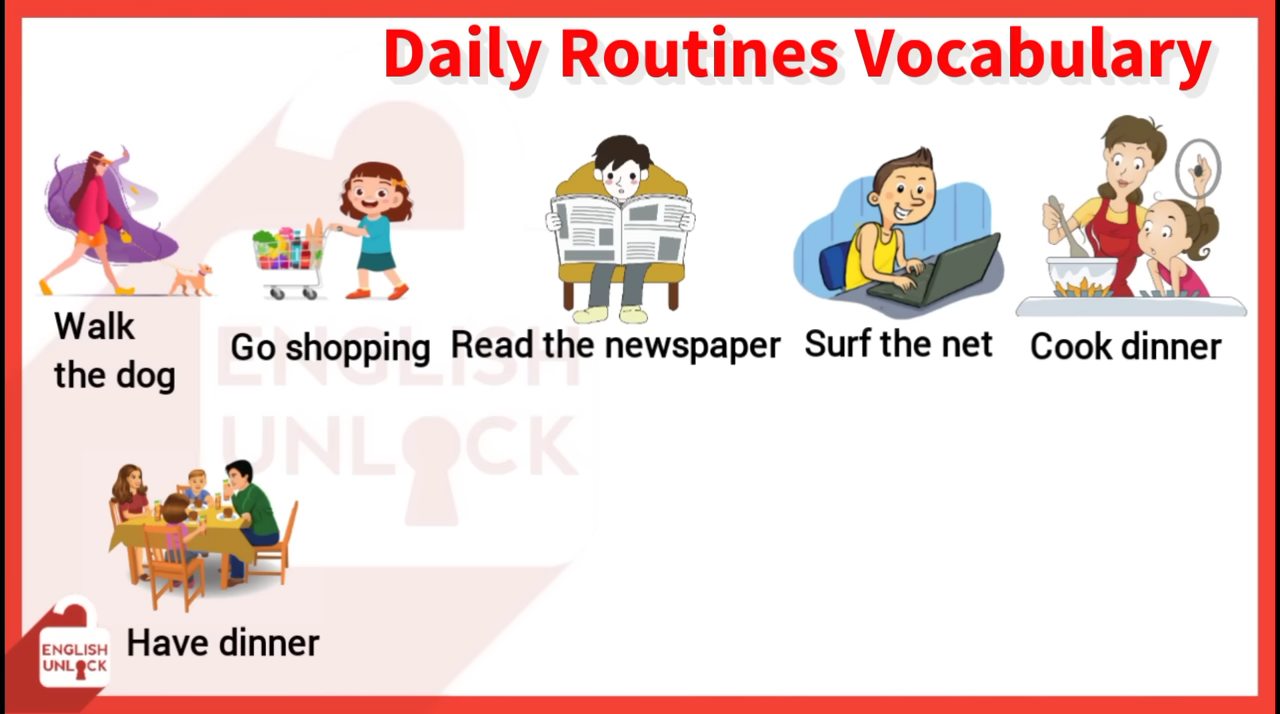 Daily Routines Vocabulary
Walk
the dog
Go shopping
Read the newspaper
Surf the net
Cook dinner
ENGLISH
UNLOCK
Have dinner
ENGLISH
UNLOCK